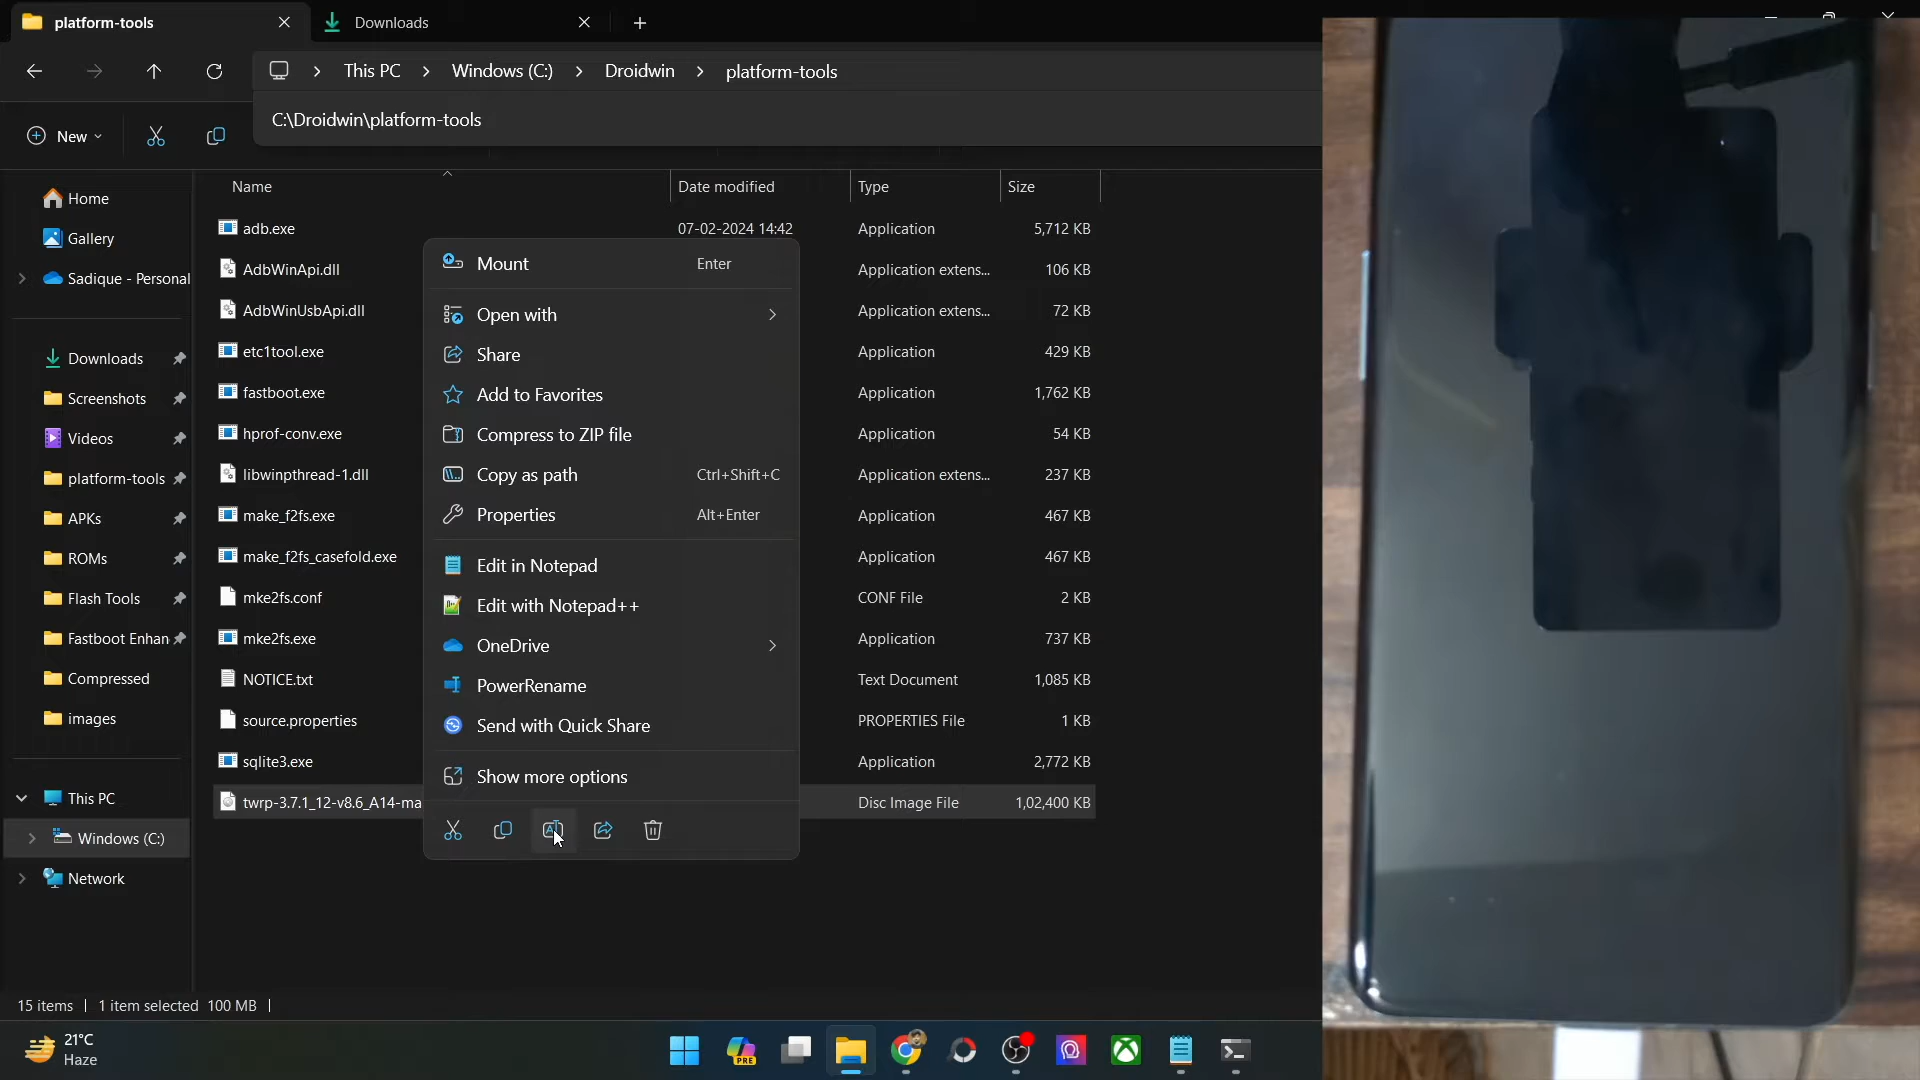 platform-tools
Downloads
This PC
Windows (C:)
Droidwin
platform-tools
C:\Droidwin\platform-tools
New
Name
Date modified
Type
Size
Home
Gallery
Sadique - Personal
Downloads
Screenshots
Videos
platform-tools
APKs
ROMs
Flash Tools
Fastboot Enhan
Compressed
images
This PC
Windows (C:)
Network
adb.exe 07-02-2024 14:42 Application 5,712 KB
AdbWinApi.dll Application extens... 106 KB
AdbWinUsbApi.dll Application extens... 72 KB
etc1tool.exe Application 429 KB
fastboot.exe Application 1,762 KB
hprof-conv.exe Application 54 KB
libwinpthread-1.dll Application extens... 237 KB
make_f2fs.exe Application 467 KB
make_f2fs_casefold.exe Application 467 KB
mke2fs.conf CONF File 2 KB
mke2fs.exe Application 737 KB
NOTICE.txt Text Document 1,085 KB
source.properties PROPERTIES File 1 KB
sqlite3.exe Application 2,772 KB
twrp-3.7.1_12-v8.6_A14-ma Disc Image File 1,02,400 KB
Mount Enter
Open with
Share
Add to Favorites
Compress to ZIP file
Copy as path Ctrl+Shift+C
Properties Alt+Enter
Edit in Notepad
Edit with Notepad++
OneDrive
PowerRename
Send with Quick Share
Show more options
15 items
1 item selected 100 MB
21°C
Haze
PRE